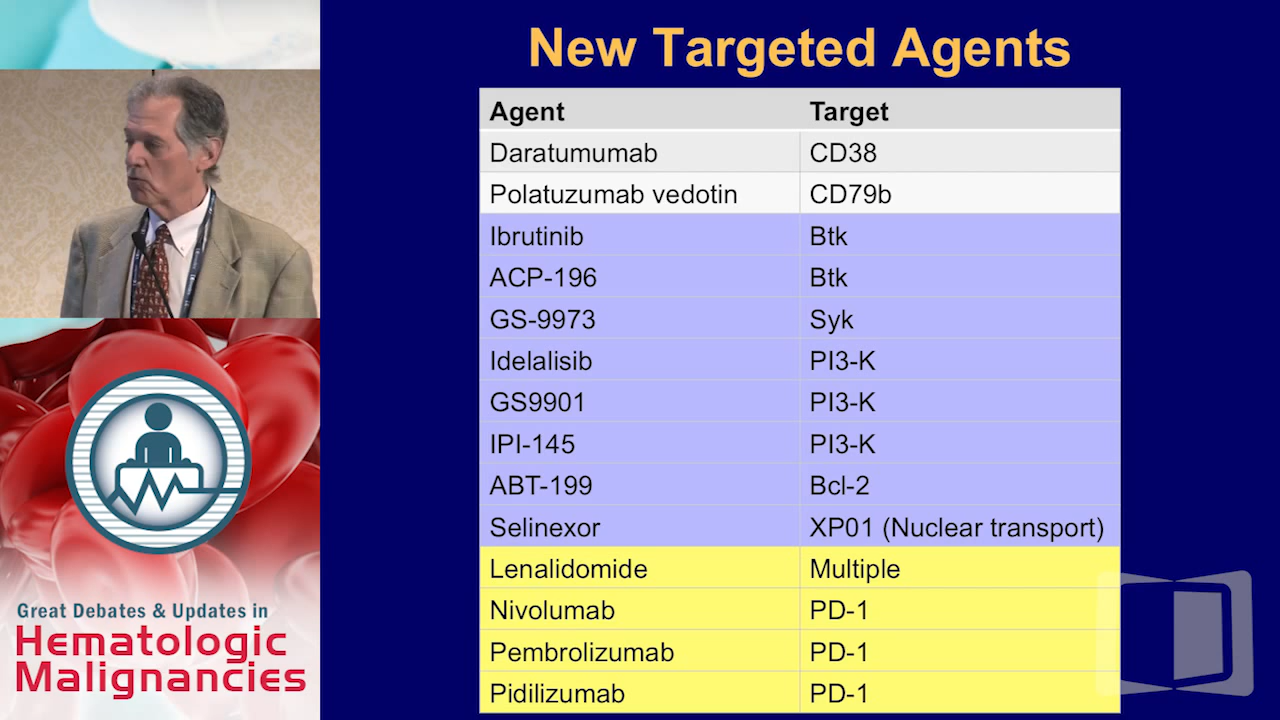 New Targeted Agents
Agent Target
Daratumumab CD38
Polatuzumab vedotin CD79b
Ibrutinib Btk
ACP-196 Btk
GS-9973 Syk
Idelalisib PI3-K
GS9901 PI3-K
IPI-145 PI3-K
ABT-199 Bcl-2
Selinexor XP01 (Nuclear transport)
Lenalidomide Multiple
Nivolumab PD-1
Pembrolizumab PD-1
Pidilizumab PD-1
Great Debates & Updates in
Hematologic
Malignancies